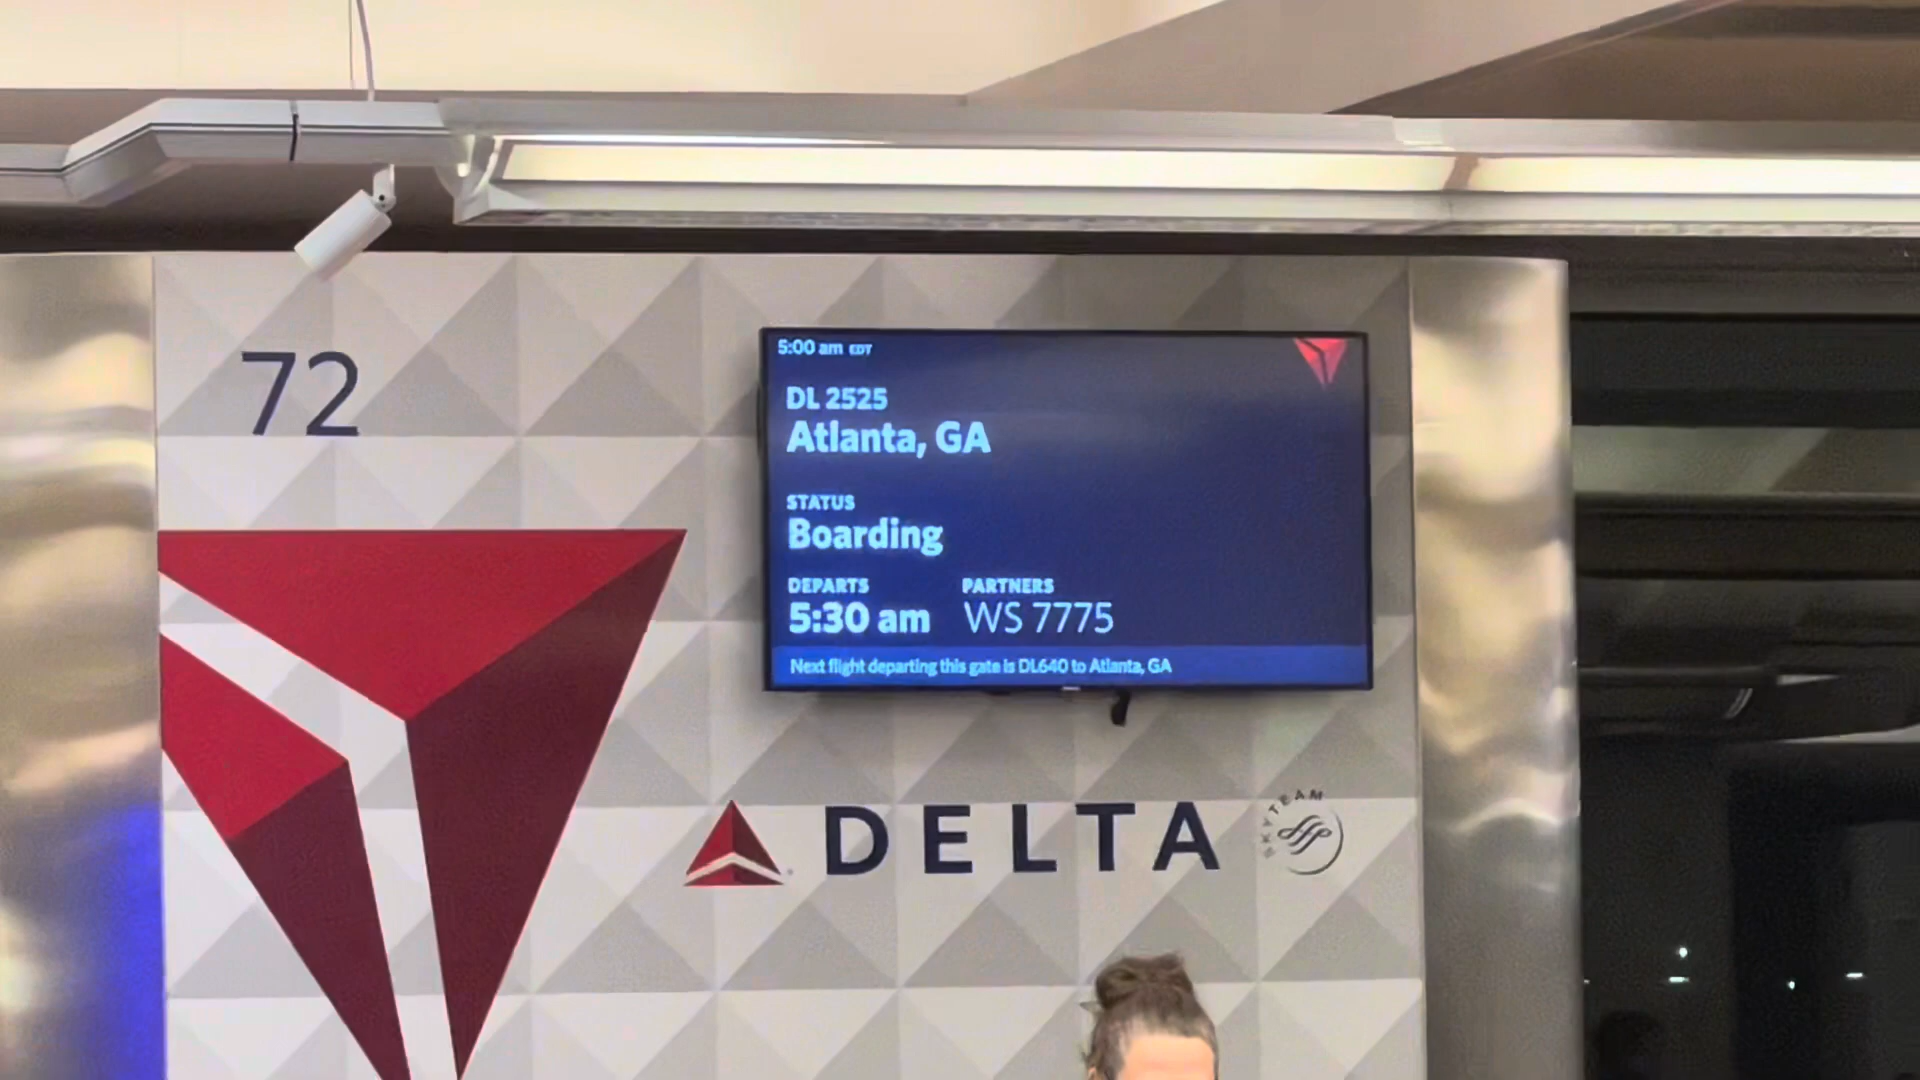 72
5:00 am EDT
DL 2525
Atlanta, GA
STATUS
Boarding
DEPARTS PARTNERS
5:30 am WS 7775
Next flight departing this gate is DL640 to Atlanta, GA
DELTA
SKYTEAM